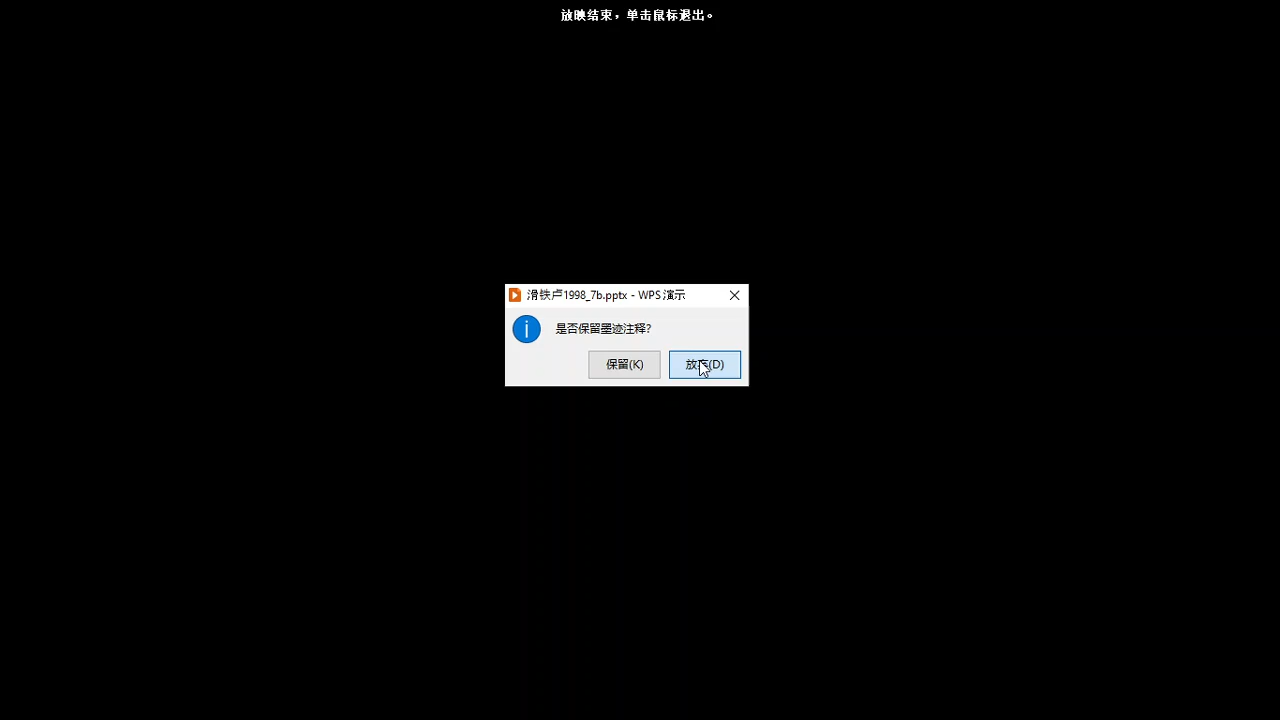 放映结束，单击鼠标退出。
滑铁卢1998_7b.pptx - WPS 演示
是否保留墨迹注释?
保留(K)
放弃(D)